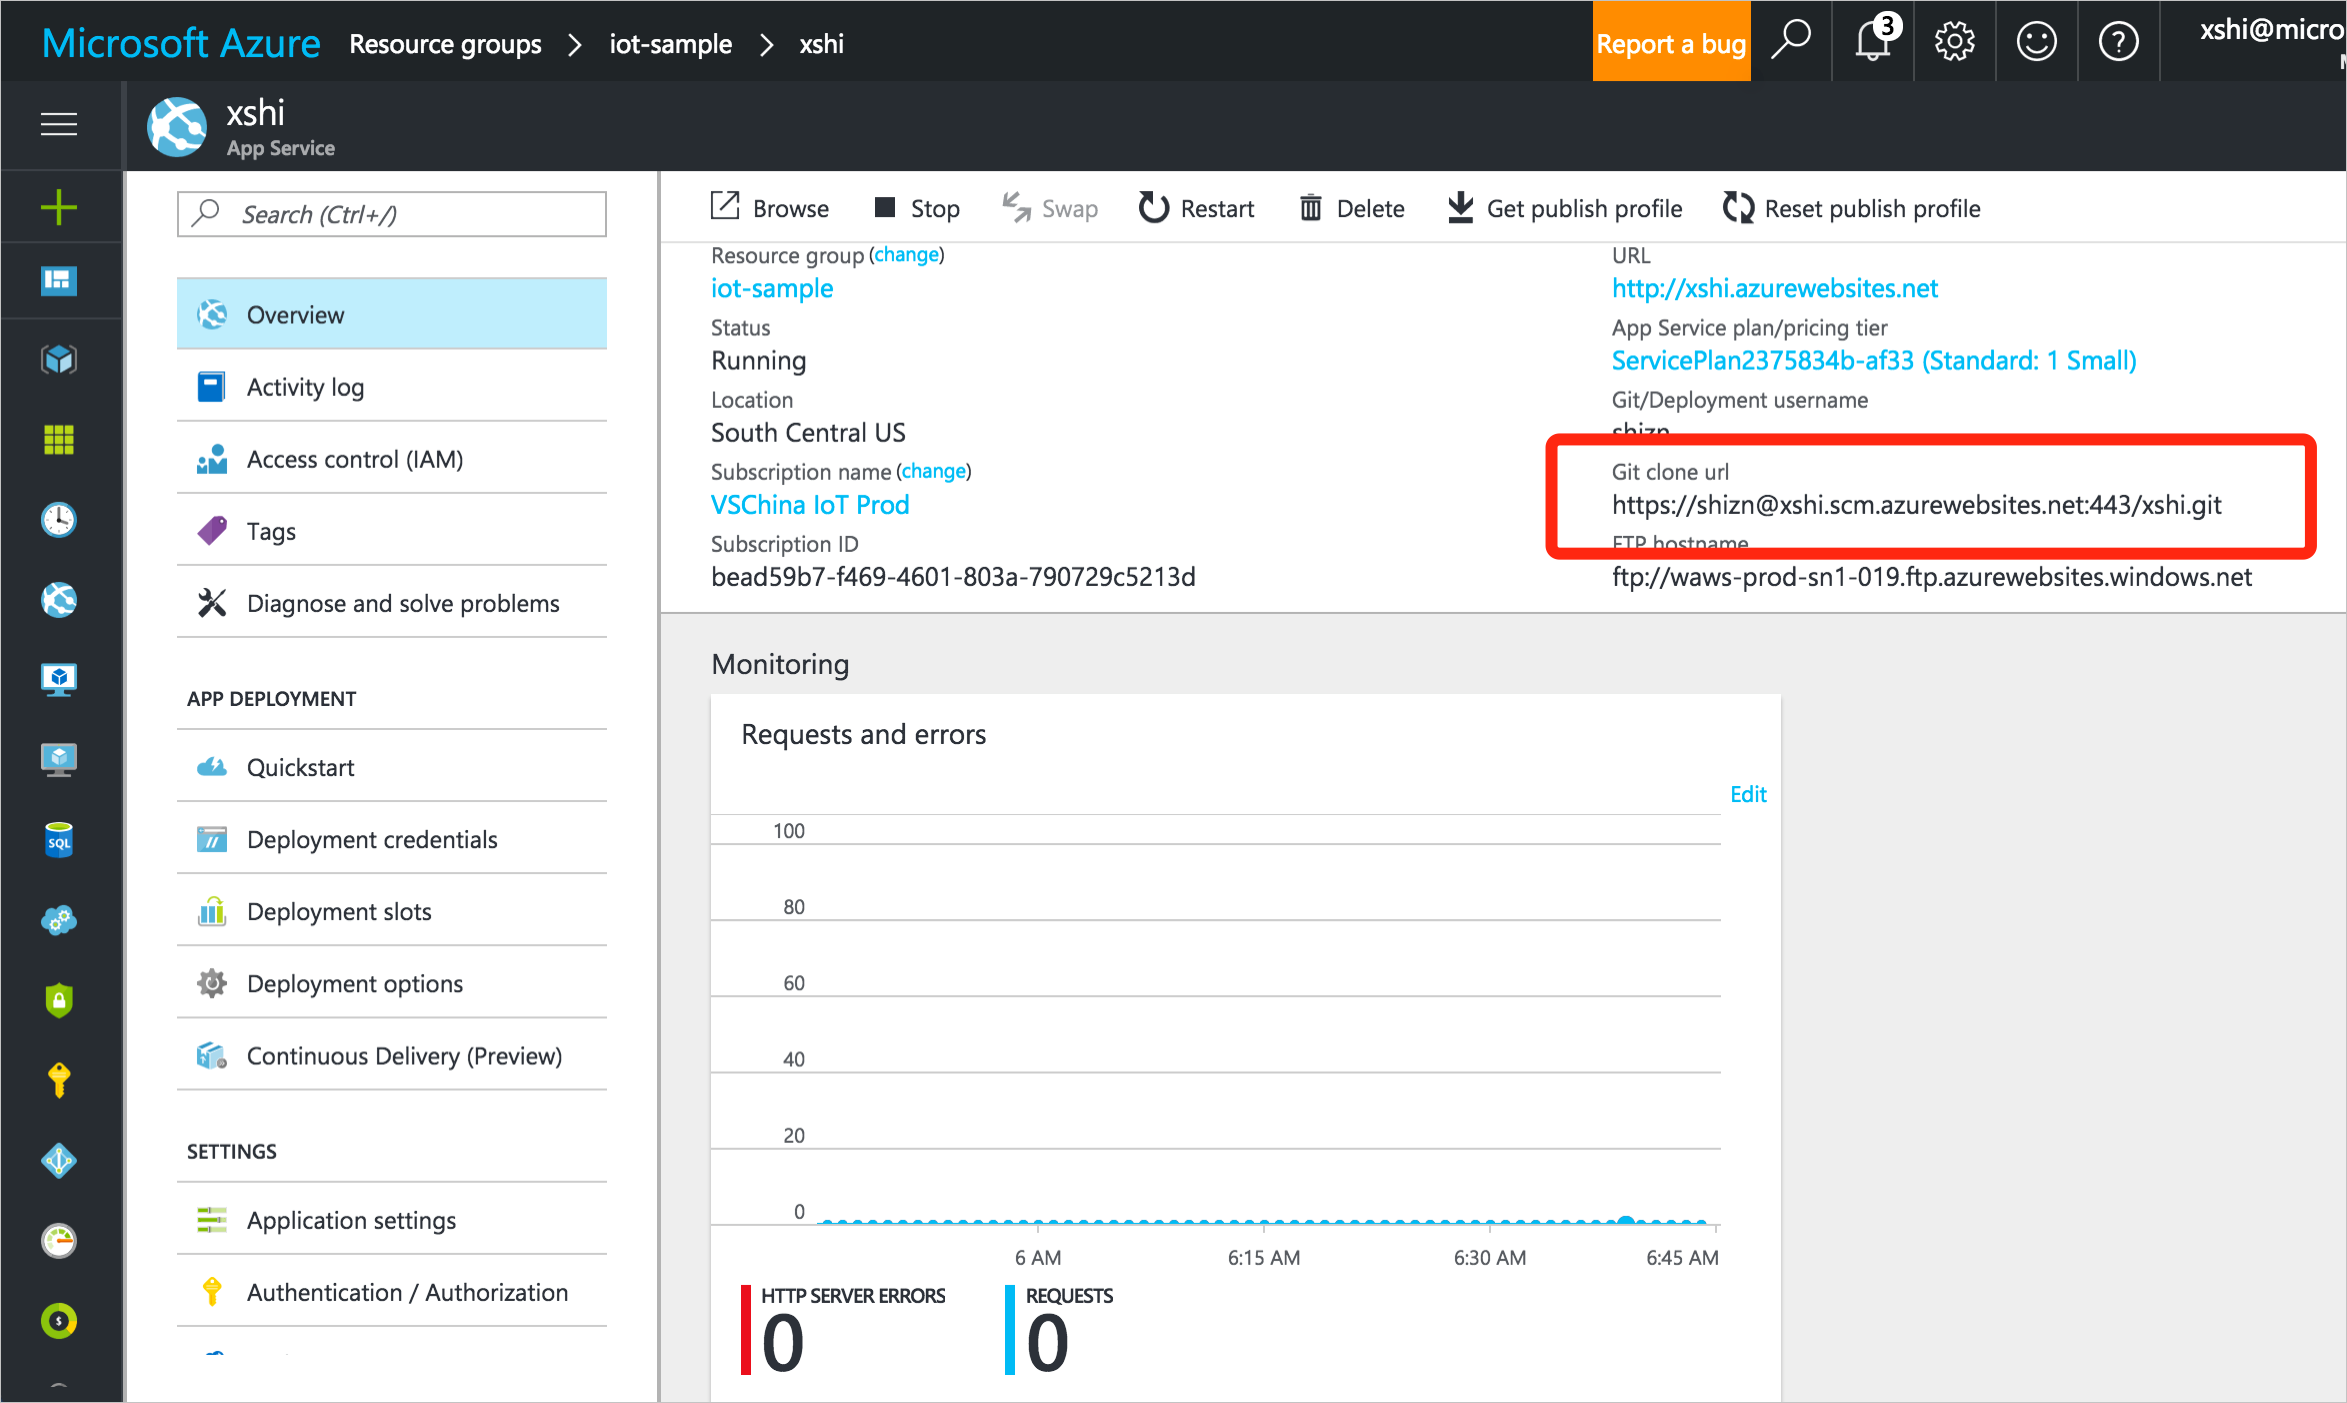 Microsoft Azure Resource groups > iot-sample > xshi
Report a bug
3
xshi@micro
xshi
App Service
Search (Ctrl+/)
Overview
Activity log
Access control (IAM)
Tags
Diagnose and solve problems
APP DEPLOYMENT
Quickstart
Deployment credentials
Deployment slots
Deployment options
Continuous Delivery (Preview)
SETTINGS
Application settings
Authentication / Authorization
Browse Stop Swap Restart Delete Get publish profile Reset publish profile
Resource group (change)
iot-sample
Status
Running
Location
South Central US
Subscription name (change)
VSChina IoT Prod
Subscription ID
bead59b7-f469-4601-803a-790729c5213d
URL
http://xshi.azurewebsites.net
App Service plan/pricing tier
ServicePlan2375834b-af33 (Standard: 1 Small)
Git/Deployment username
shizn
Git clone url
https://shizn@xshi.scm.azurewebsites.net:443/xshi.git
FTP hostname
ftp://waws-prod-sn1-019.ftp.azurewebsites.windows.net
Monitoring
Requests and errors
Edit
100
80
60
40
20
0
6 AM 6:15 AM 6:30 AM 6:45 AM
HTTP SERVER ERRORS
0
REQUESTS
0
SQL